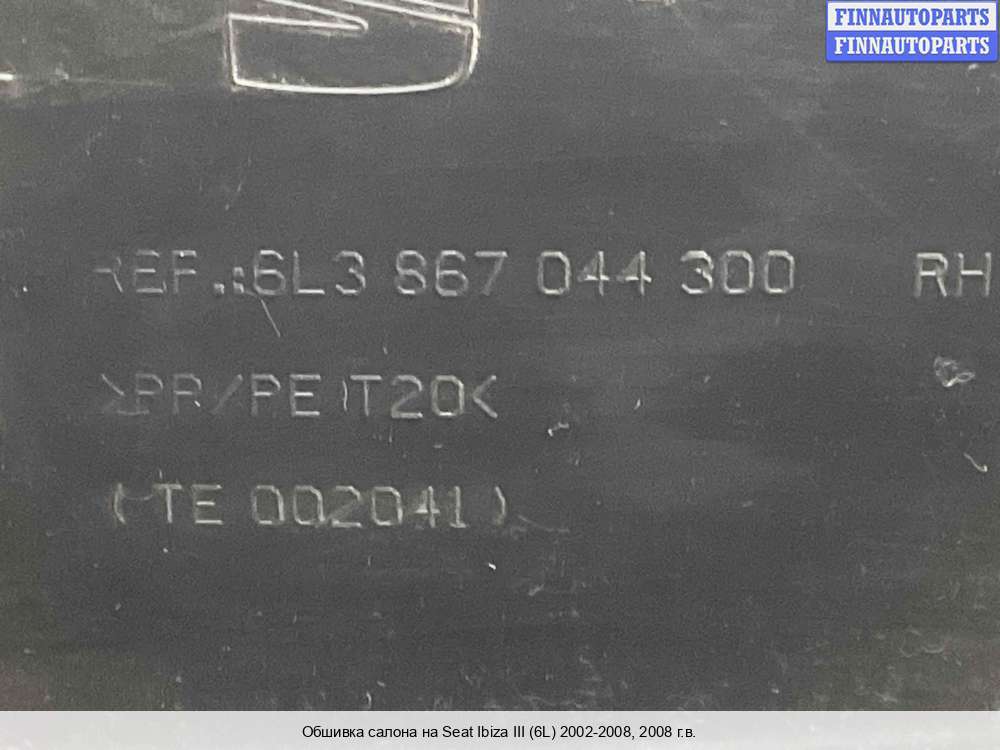 FINNAUTOPARTS
FINNAUTOPARTS
REF.:6L3 867 044 300 RH
>PP/PE T20<
TE 002041)
Обшивка салона на Seat Ibiza III (6L) 2002-2008, 2008 г.в.